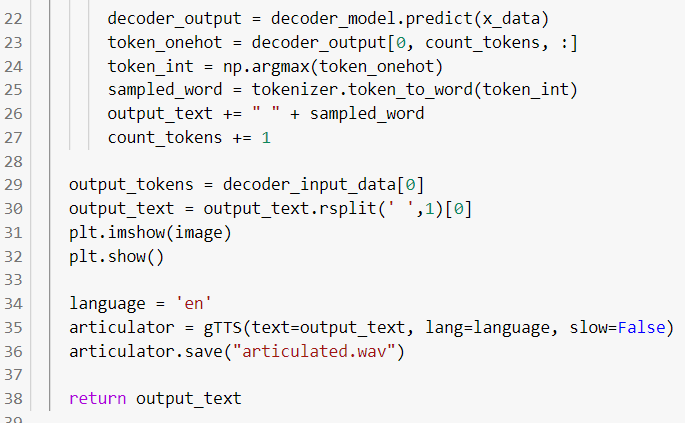 22 decoder_output = decoder_model.predict(x_data)
23 token_onehot = decoder_output[0, count_tokens, :]
24 token_int = np.argmax(token_onehot)
25 sampled_word = tokenizer.token_to_word(token_int)
26 output_text += " " + sampled_word
27 count_tokens += 1
28
29 output_tokens = decoder_input_data[0]
30 output_text = output_text.rsplit(' ',1)[0]
31 plt.imshow(image)
32 plt.show()
33
34 language = 'en'
35 articulator = gTTS(text=output_text, lang=language, slow=False)
36 articulator.save("articulated.wav")
37
38 return output_text
39